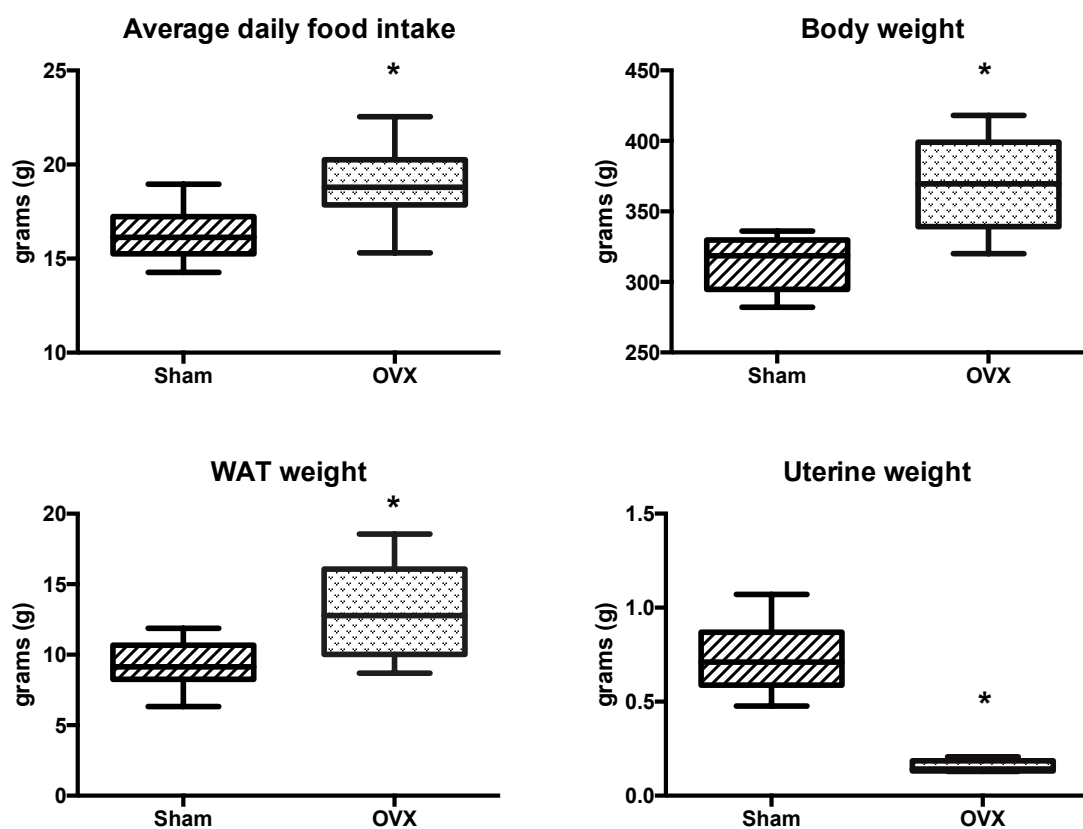 Average daily food intake
*
25
20
15
10
grams (g)
Sham OVX
Body weight
*
450
400
350
300
250
grams (g)
Sham OVX
WAT weight
*
20
15
10
5
0
grams (g)
Sham OVX
Uterine weight
1.5
1.0
0.5
0.0
*
grams (g)
Sham OVX